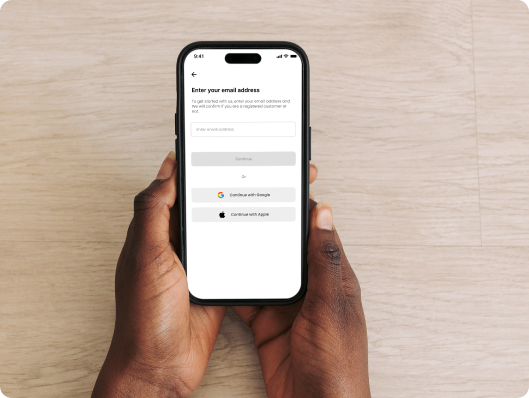 9:41
Enter your email address
To get started with us, enter your email address and
We will confirm if you are a registered customer or
not.
Enter email address
Continue
Or
Continue with Google
Continue with Apple